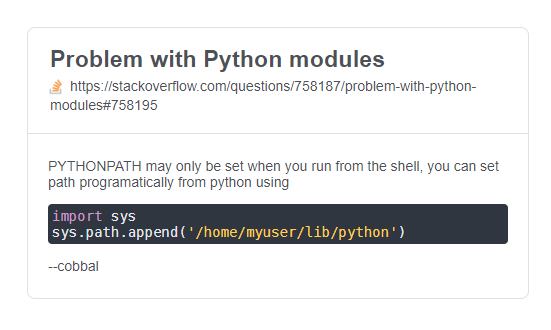 Problem with Python modules
https://stackoverflow.com/questions/758187/problem-with-python-
modules#758195
PYTHONPATH may only be set when you run from the shell, you can set
path programatically from python using
import sys
sys.path.append('/home/myuser/lib/python')
--cobbal